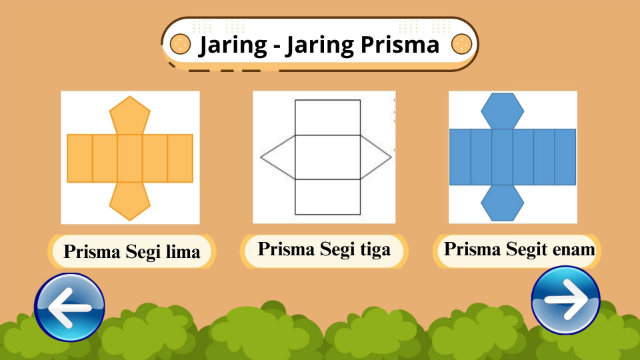 Jaring - Jaring Prisma
Prisma Segi lima
Prisma Segi tiga
Prisma Segit enam